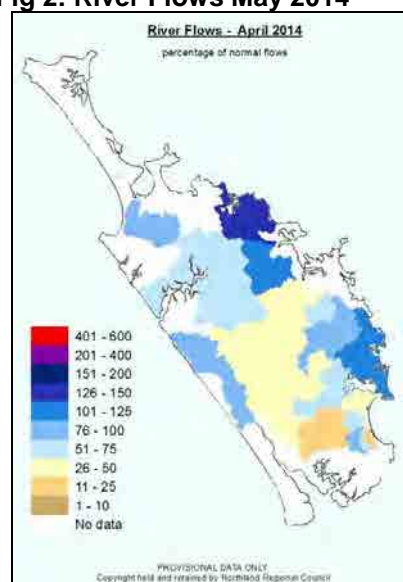 Fig 2: River Flows May 2014
River Flows - April 2014
percentage of normal flows
401 - 600
201 - 400
151 - 200
126 - 150
101 - 125
76 - 100
51 - 75
26 - 50
11 - 25
1 - 10
No data
PROVISIONAL DATA ONLY
Copyright held and retained by Northland Regional Council